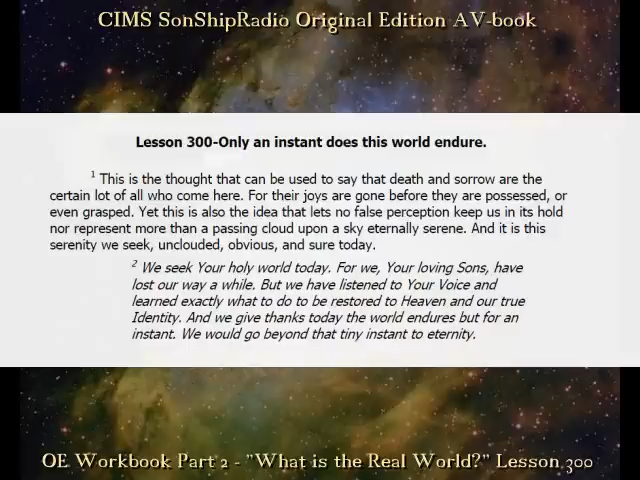 CIMS SonShipRadio Original Edition AV-book
Lesson 300-Only an instant does this world endure.
1 This is the thought that can be used to say that death and sorrow are the
certain lot of all who come here. For their joys are gone before they are possessed, or
even grasped. Yet this is also the idea that lets no false perception keep us in its hold
nor represent more than a passing cloud upon a sky eternally serene. And it is this
serenity we seek, unclouded, obvious, and sure today.
2 We seek Your holy world today. For we, Your loving Sons, have
lost our way a while. But we have listened to Your Voice and
learned exactly what to do to be restored to Heaven and our true
Identity. And we give thanks today the world endures but for an
instant. We would go beyond that tiny instant to eternity.
OE Workbook Part 2 - "What is the Real World?" Lesson 300